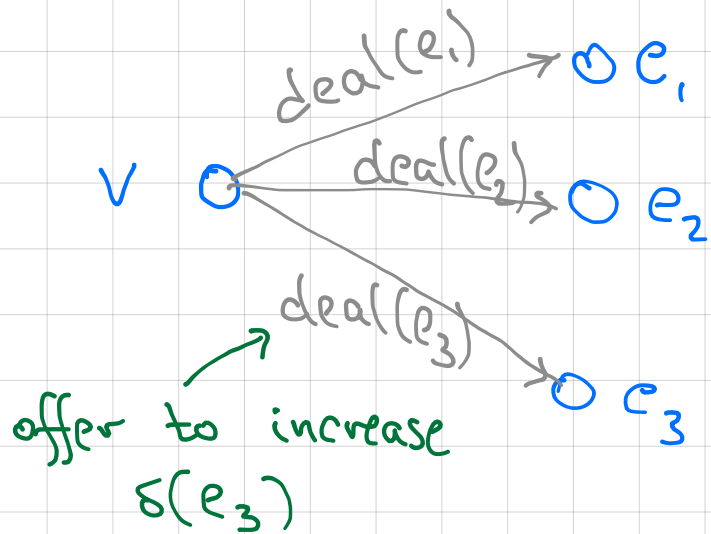 deal(e₁)
e₁
V
deal(e₂)
e₂
deal(e₃)
e₃
offer to increase
δ(e₃)